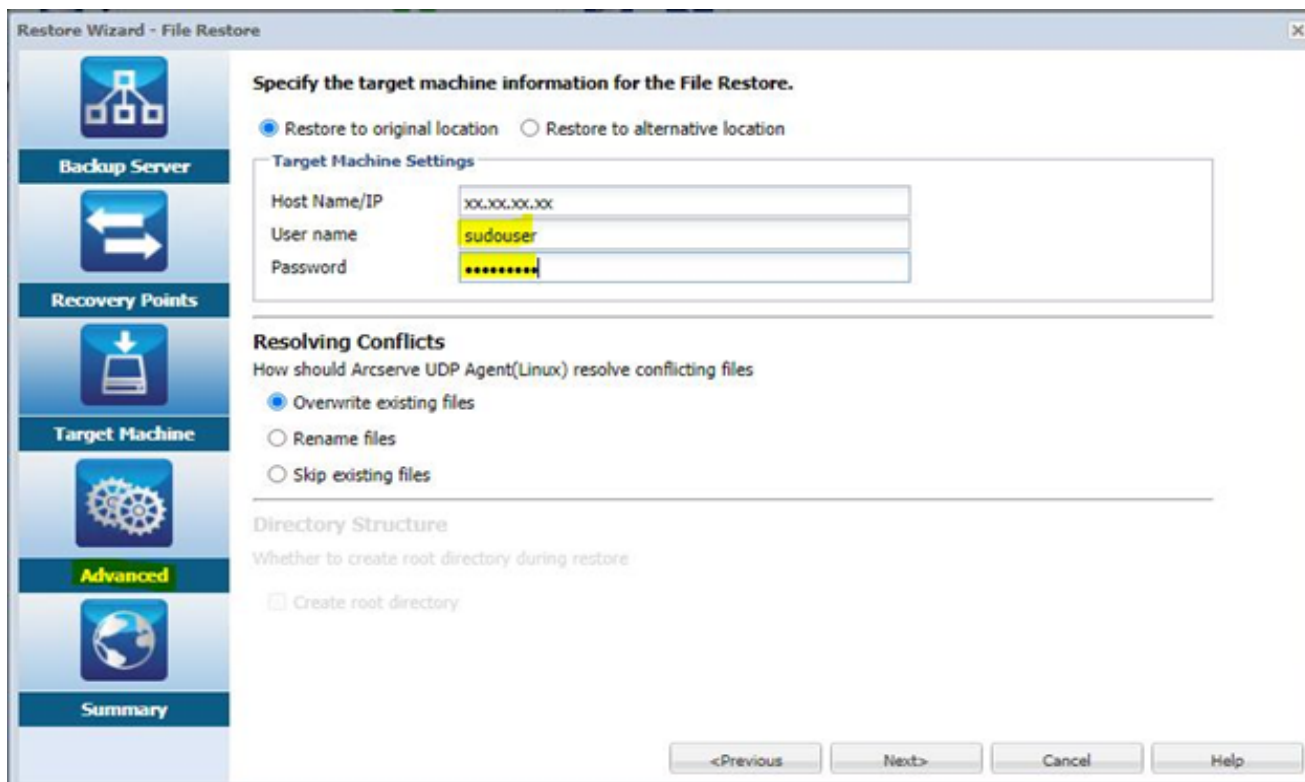 Restore Wizard - File Restore
Backup Server
Recovery Points
Target Machine
Advanced
Summary
Specify the target machine information for the File Restore.
Restore to original location Restore to alternative location
Target Machine Settings
Host Name/IP xx.xx.xx.xx
User name sudouser
Password •••••••••
Resolving Conflicts
How should Arcserve UDP Agent(Linux) resolve conflicting files
Overwrite existing files
Rename files
Skip existing files
Directory Structure
Whether to create root directory during restore
Create root directory
<Previous Next> Cancel Help